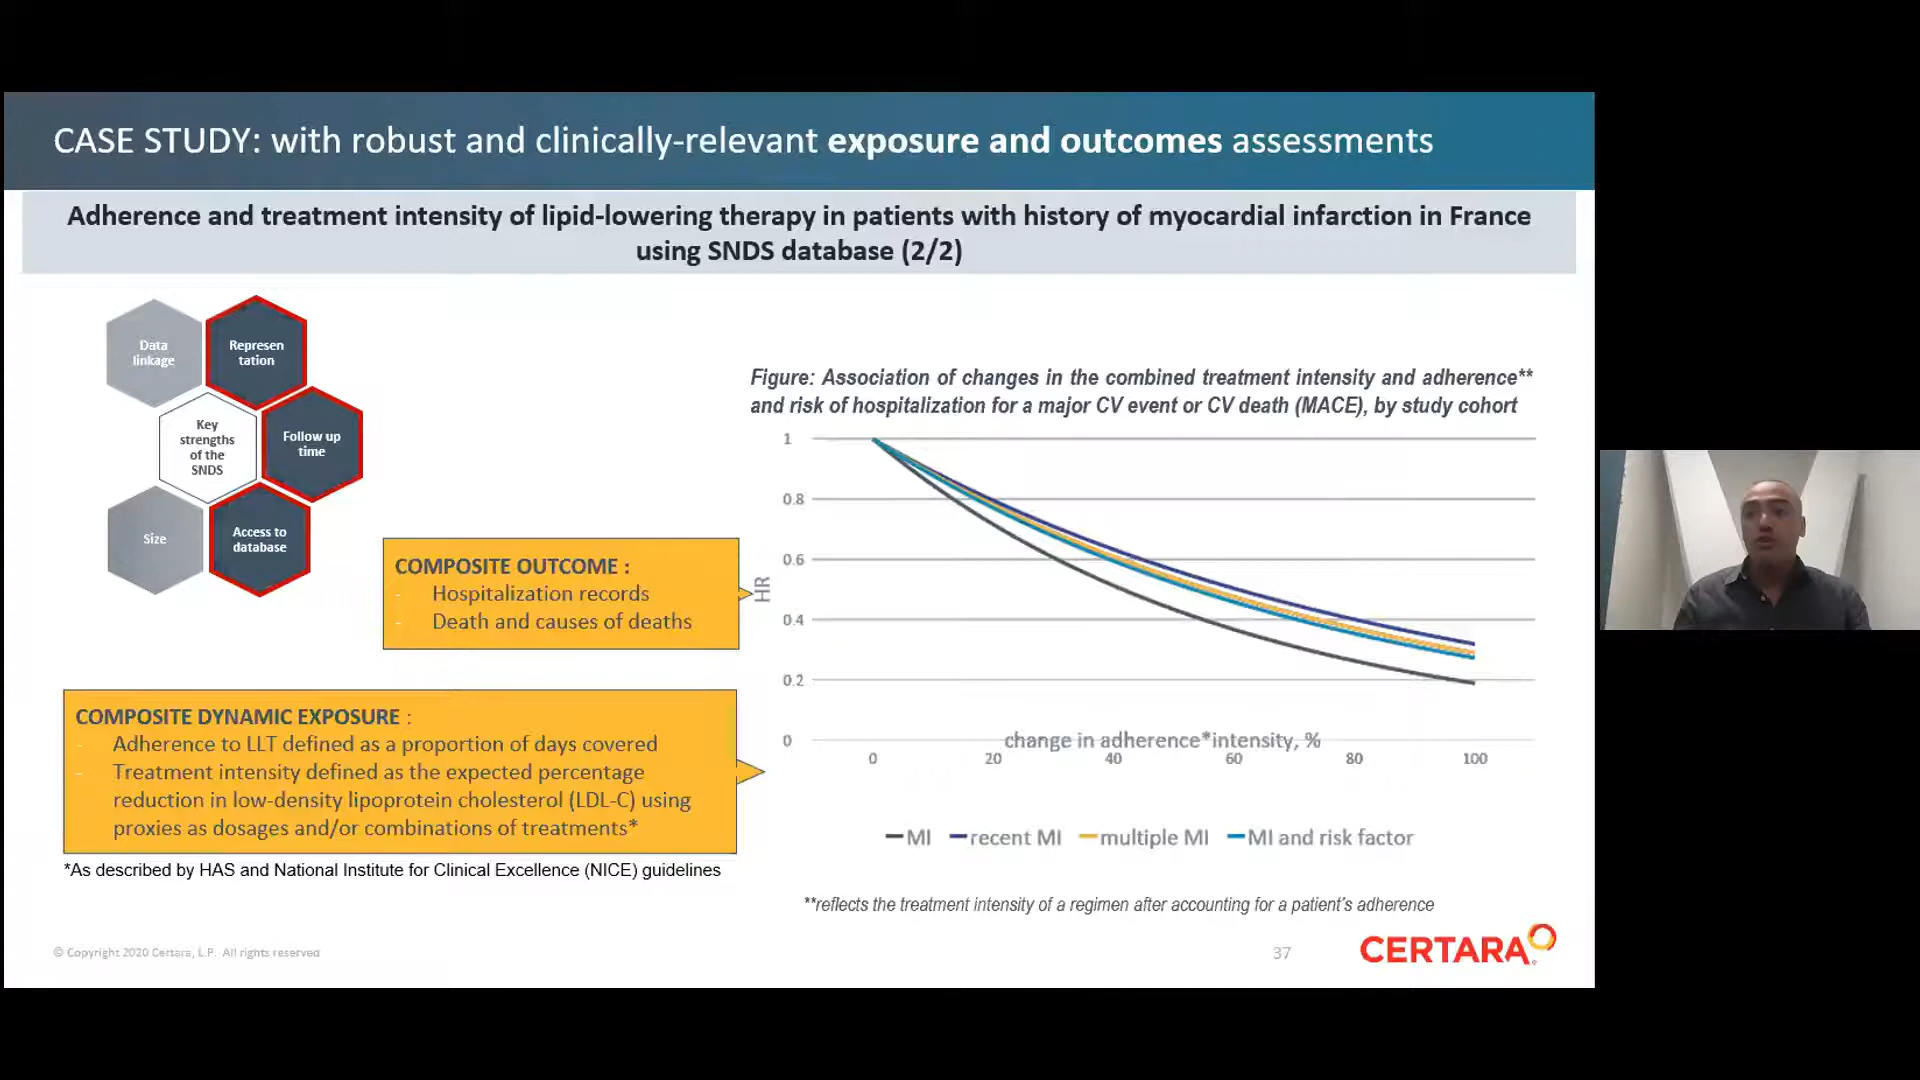 CASE STUDY: with robust and clinically-relevant exposure and outcomes assessments
Adherence and treatment intensity of lipid-lowering therapy in patients with history of myocardial infarction in France
using SNDS database (2/2)
Data
linkage
Represen
tation
Key
strengths
of the
SNDS
Follow up
time
Size
Access to
database
COMPOSITE OUTCOME :
- Hospitalization records
- Death and causes of deaths
COMPOSITE DYNAMIC EXPOSURE :
- Adherence to LLT defined as a proportion of days covered
- Treatment intensity defined as the expected percentage
reduction in low-density lipoprotein cholesterol (LDL-C) using
proxies as dosages and/or combinations of treatments*
*As described by HAS and National Institute for Clinical Excellence (NICE) guidelines
Figure: Association of changes in the combined treatment intensity and adherence**
and risk of hospitalization for a major CV event or CV death (MACE), by study cohort
1
0.8
0.6
0.4
0.2
0
HR
change in adherence*intensity, %
0 20 40 60 80 100
MI recent MI multiple MI MI and risk factor
**reflects the treatment intensity of a regimen after accounting for a patient's adherence
© Copyright 2020 Certara, L.P. All rights reserved
37
CERTARA